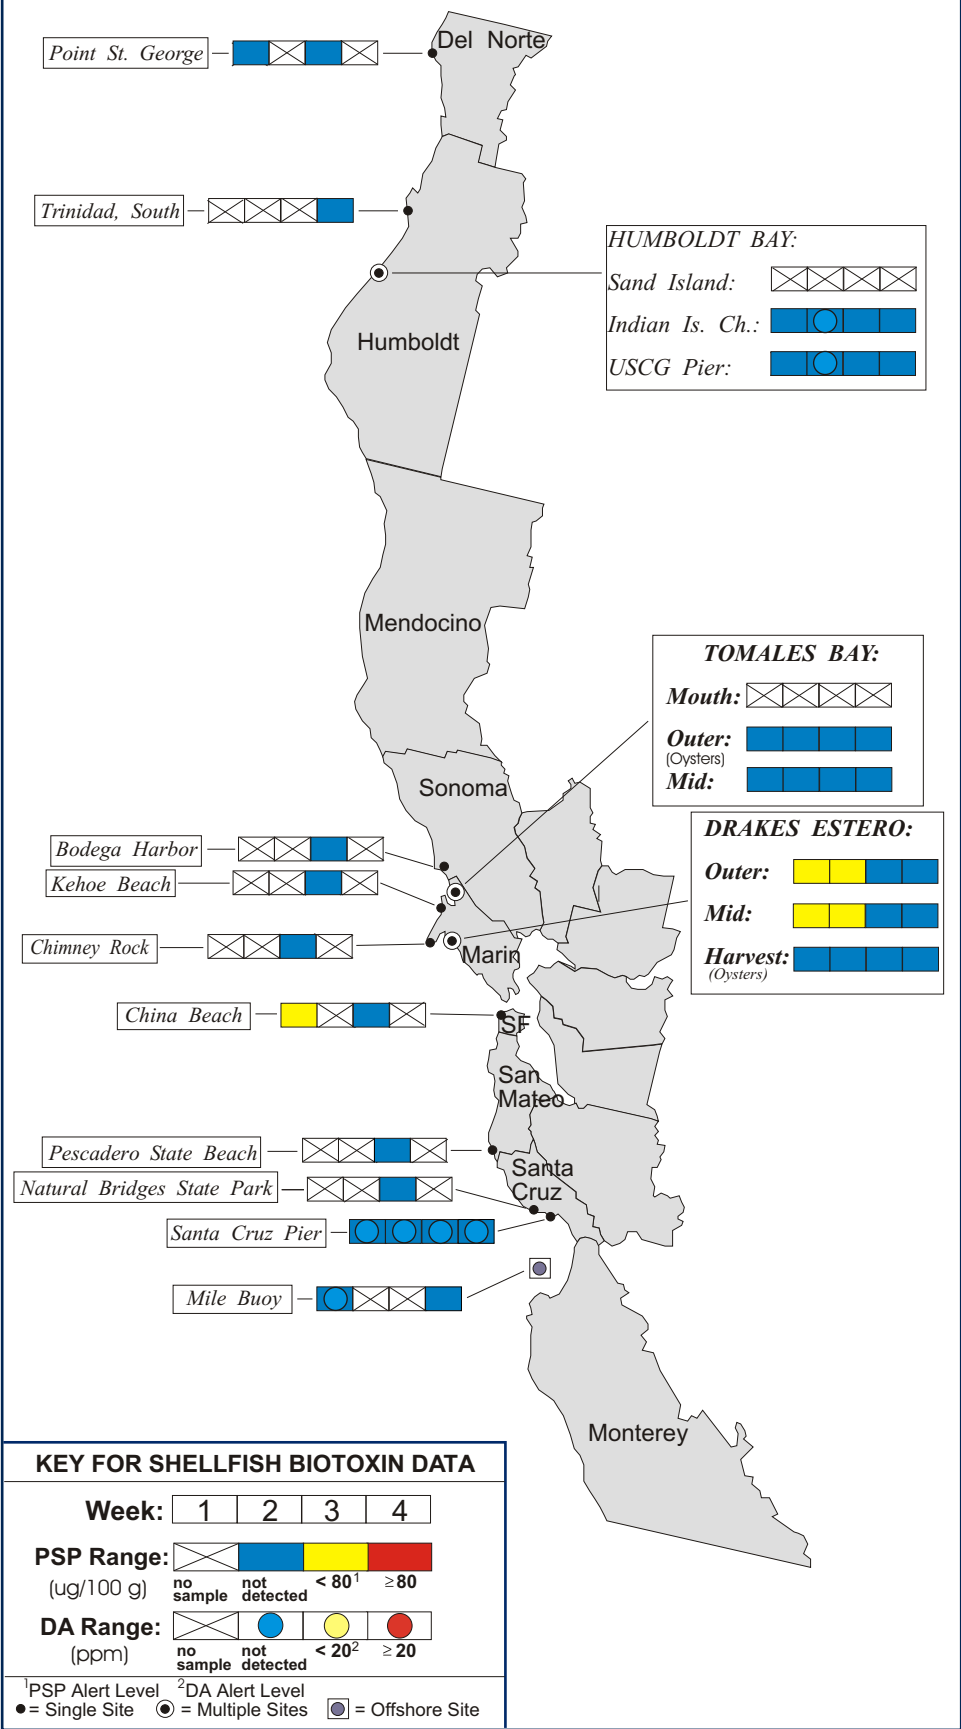 Del Norte
Point St. George
Trinidad, South
HUMBOLDT BAY:
Sand Island:
Indian Is. Ch.:
USCG Pier:
Humboldt
Mendocino
TOMALES BAY:
Mouth:
Outer:
(Oysters)
Mid:
Sonoma
DRAKES ESTERO:
Outer:
Mid:
Harvest:
(Oysters)
Bodega Harbor
Kehoe Beach
Chimney Rock
Marin
China Beach
SF
San
Mateo
Pescadero State Beach
Santa
Cruz
Natural Bridges State Park
Santa Cruz Pier
Mile Buoy
Monterey
KEY FOR SHELLFISH BIOTOXIN DATA
Week: 1 2 3 4
PSP Range:
(ug/100 g)
no sample not detected < 80¹ ≥80
DA Range:
(ppm)
no sample not detected < 20² ≥ 20
¹PSP Alert Level ²DA Alert Level
= Single Site = Multiple Sites = Offshore Site